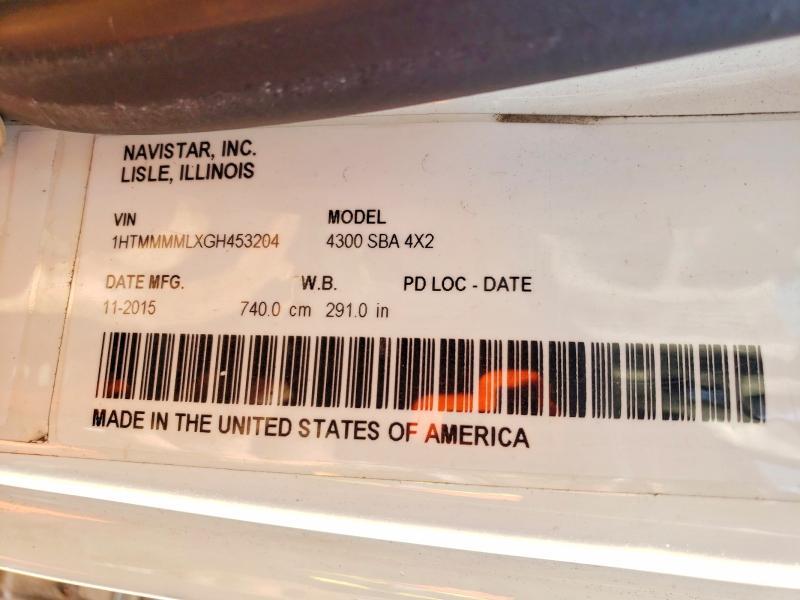 NAVISTAR, INC.
LISLE, ILLINOIS
VIN MODEL
1HTMMMMLXGH453204 4300 SBA 4X2
DATE MFG. W.B. PD LOC - DATE
11-2015 740.0 cm 291.0 in
MADE IN THE UNITED STATES OF AMERICA